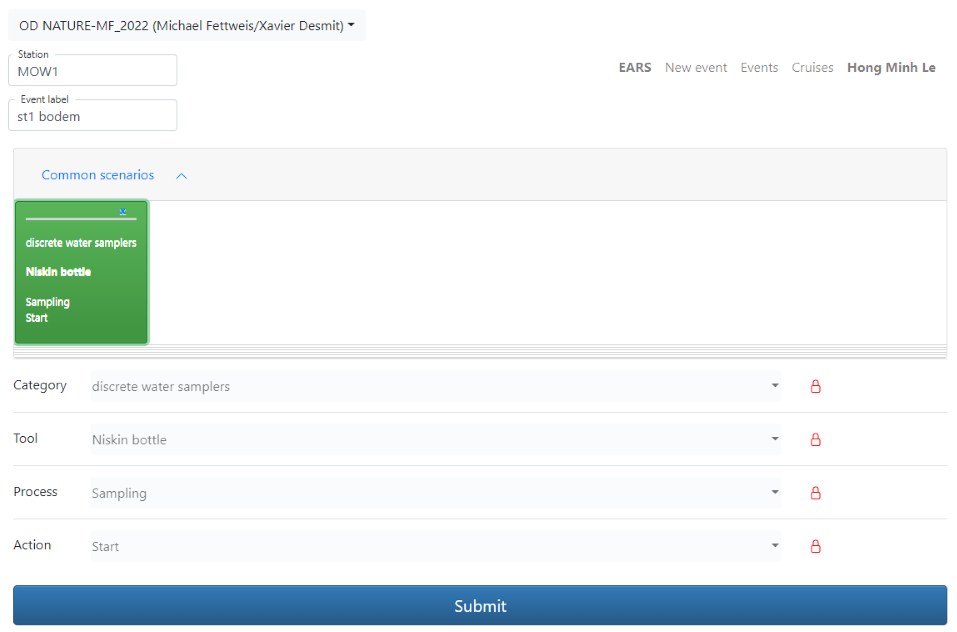 OD NATURE-MF_2022 (Michael Fettweis/Xavier Desmit)
Station
MOW1
EARS New event Events Cruises Hong Minh Le
Event label
st1 bodem
Common scenarios
discrete water samplers
Niskin bottle
Sampling
Start
Category discrete water samplers
Tool Niskin bottle
Process Sampling
Action Start
Submit